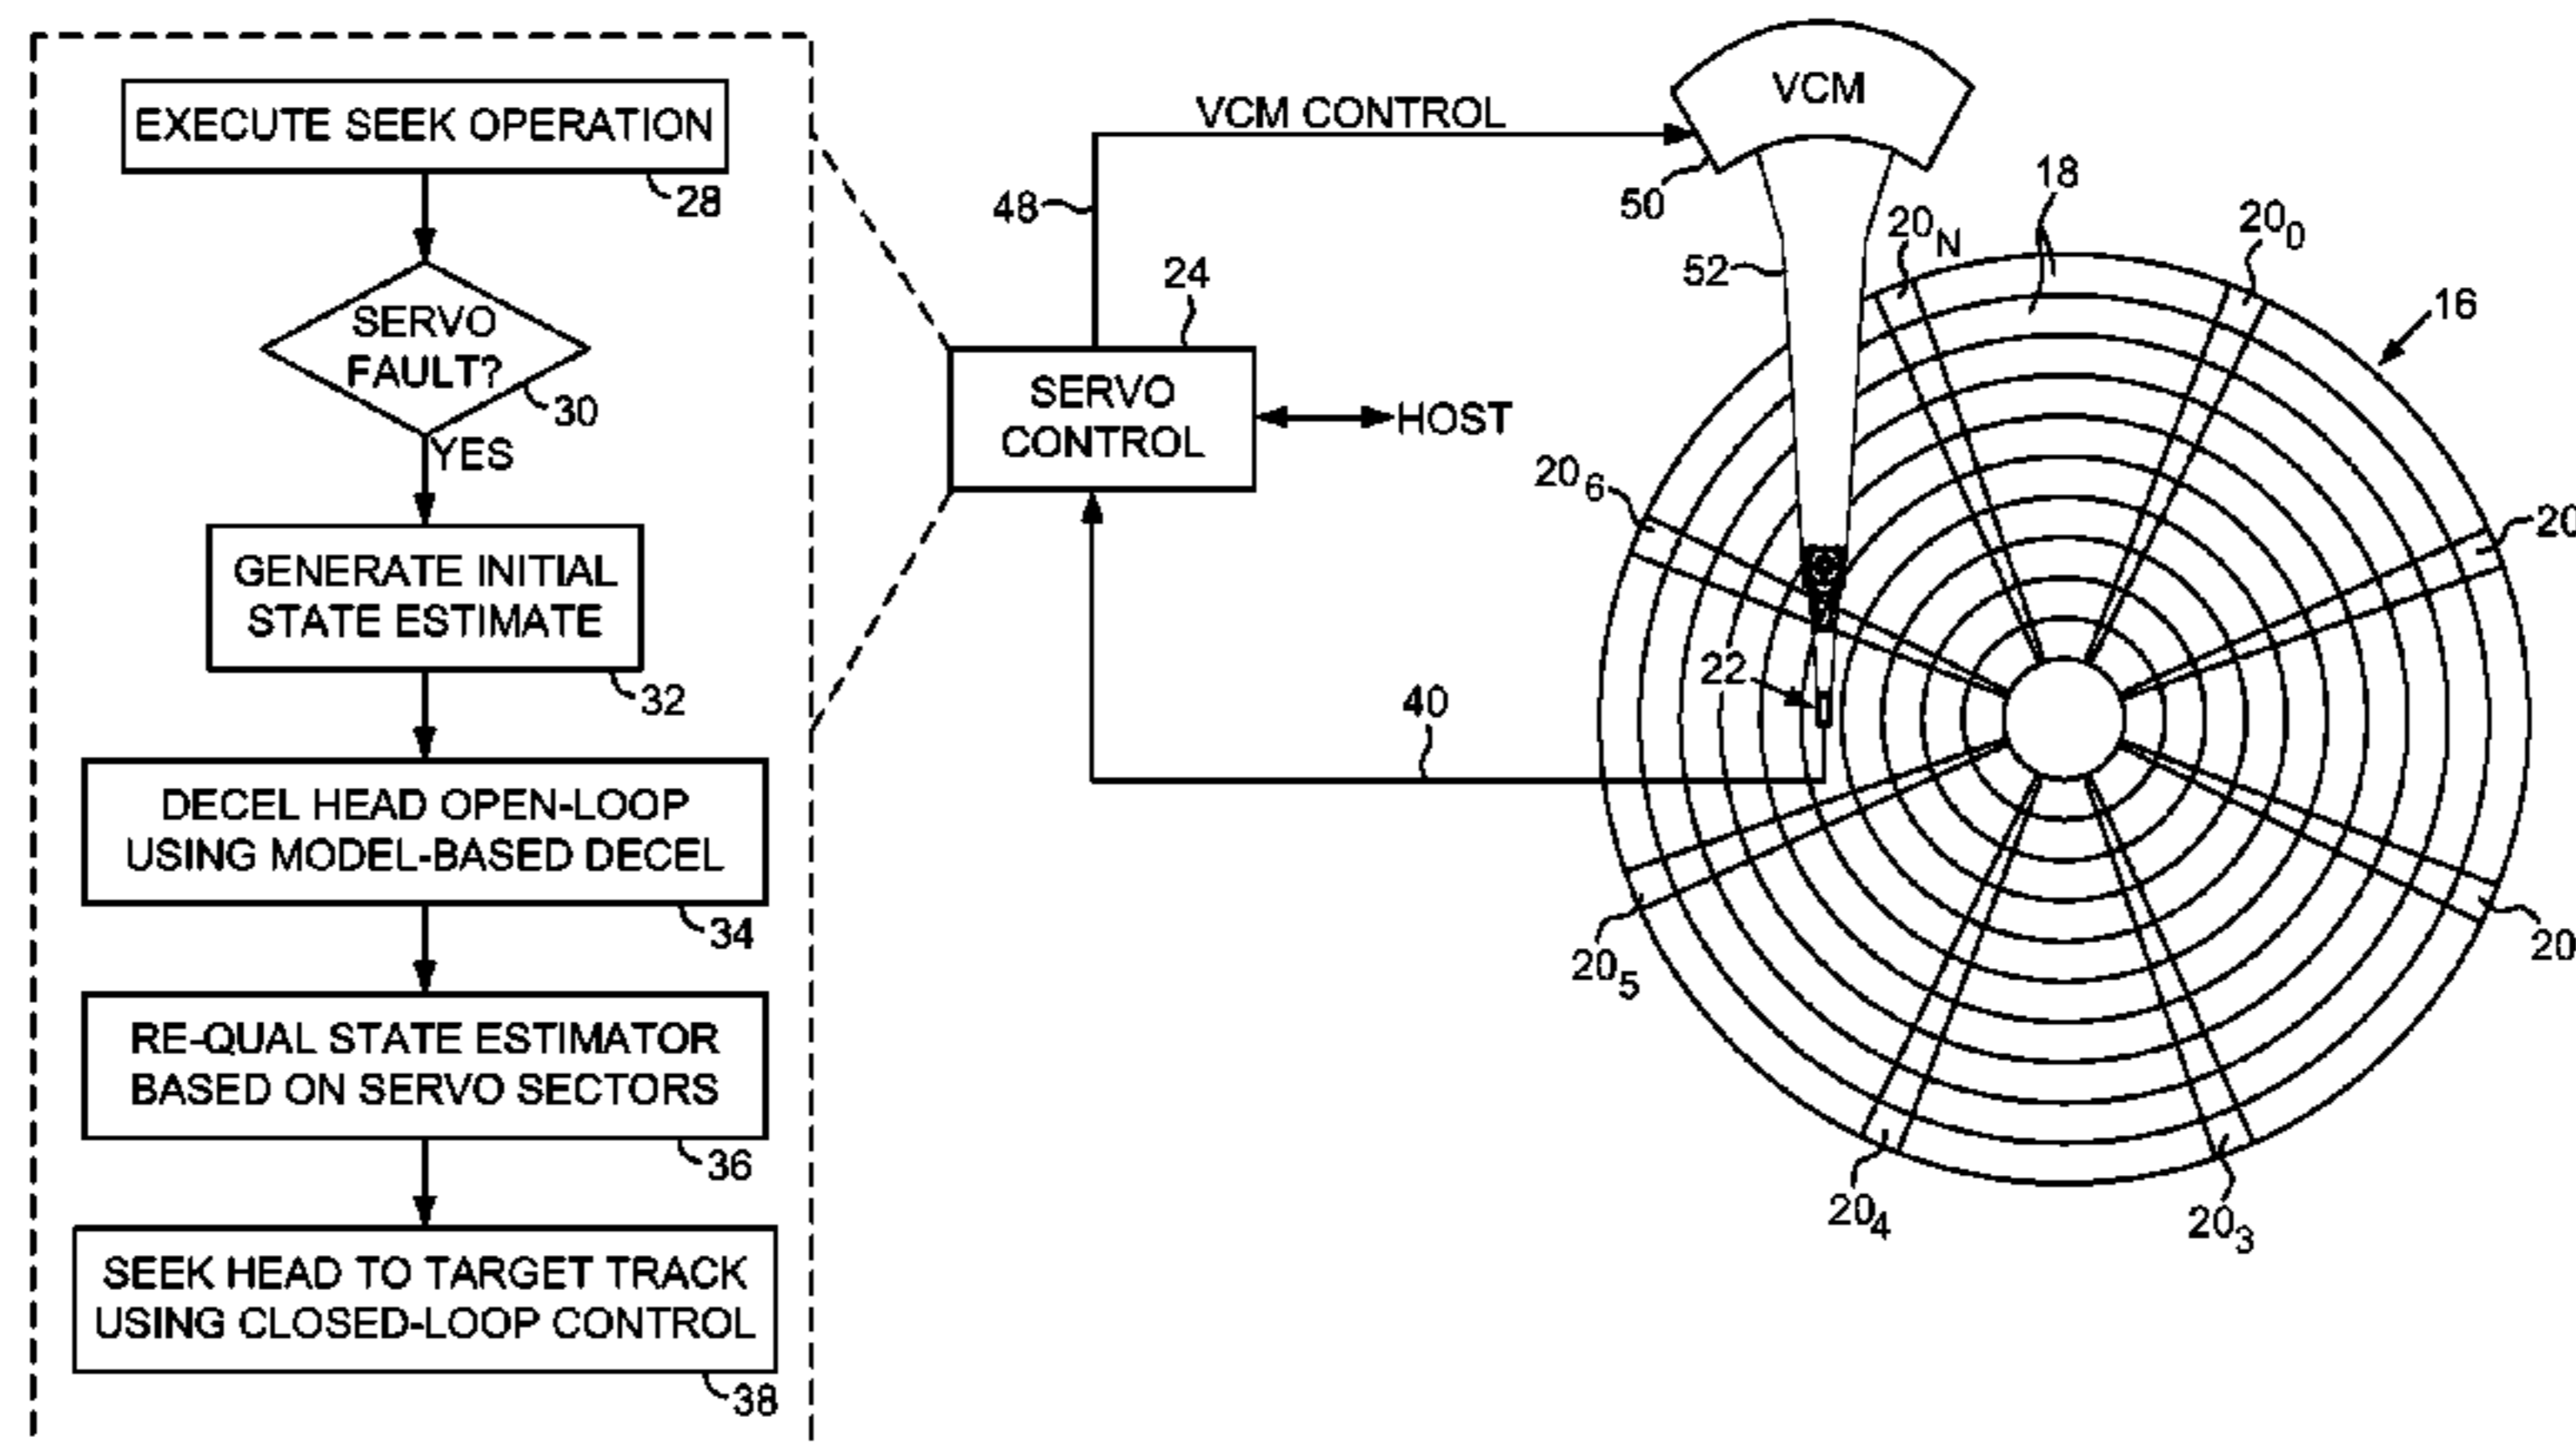 EXECUTE SEEK OPERATION
28
SERVO
FAULT?
30
YES
GENERATE INITIAL
STATE ESTIMATE
32
DECEL HEAD OPEN-LOOP
USING MODEL-BASED DECEL
34
RE-QUAL STATE ESTIMATOR
BASED ON SERVO SECTORS
36
SEEK HEAD TO TARGET TRACK
USING CLOSED-LOOP CONTROL
38
VCM CONTROL
48
24
SERVO
CONTROL
HOST
40
VCM
50
52
18
20N
200
16
20
206
22
205
20
204
203